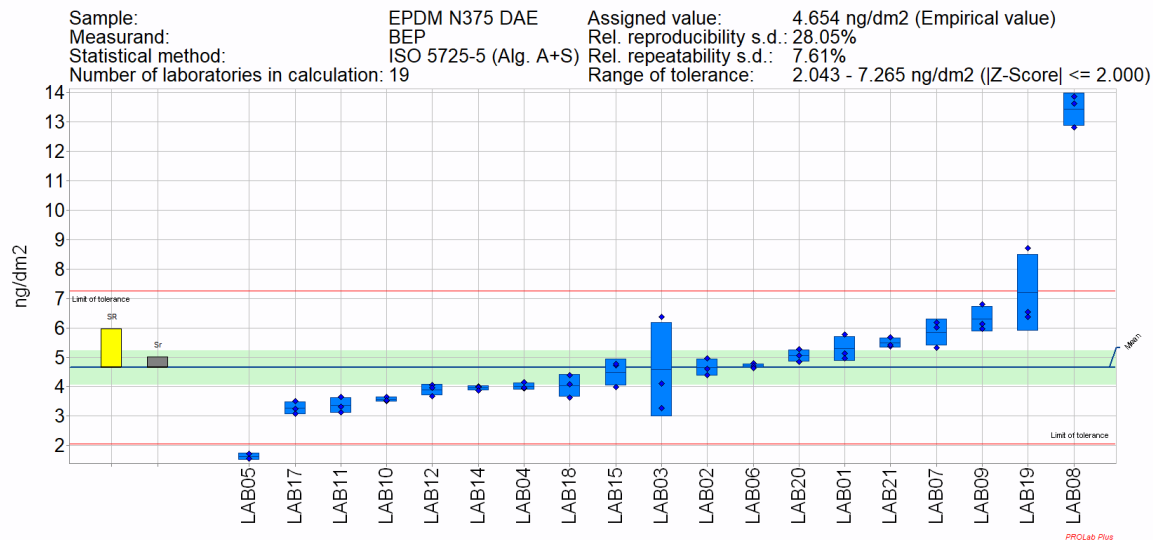 Sample: EPDM N375 DAE Assigned value: 4.654 ng/dm2 (Empirical value)
Measurand: BEP Rel. reproducibility s.d.: 28.05%
Statistical method: ISO 5725-5 (Alg. A+S) Rel. repeatability s.d.: 7.61%
Number of laboratories in calculation: 19 Range of tolerance: 2.043 - 7.265 ng/dm2 (|Z-Score| <= 2.000)
14
13
12
11
10
9
8
7
6
5
4
3
2
ng/dm2
Limit of tolerance
SR
Sr
Mean
Limit of tolerance
LAB05
LAB17
LAB11
LAB10
LAB12
LAB14
LAB04
LAB18
LAB15
LAB03
LAB02
LAB06
LAB20
LAB01
LAB21
LAB07
LAB09
LAB19
LAB08
PROLab Plus